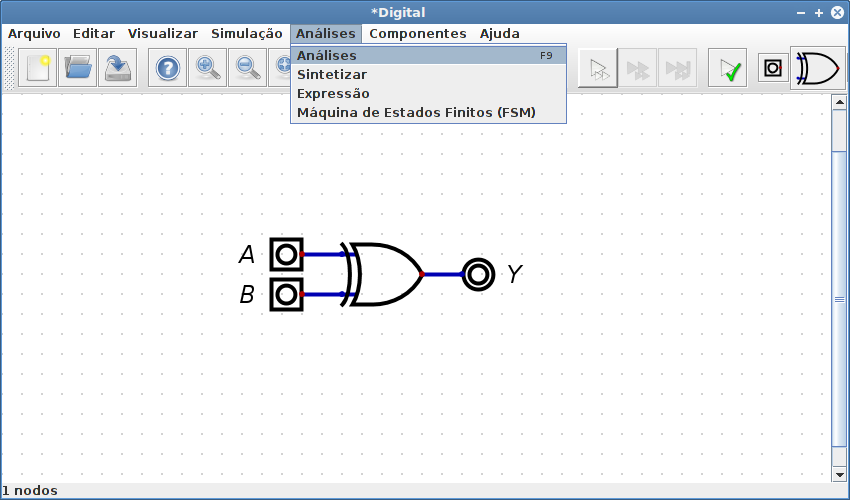 *Digital
Arquivo Editar Visualizar Simulação Análises Componentes Ajuda
Análises F9
Sintetizar
Expressão
Máquina de Estados Finitos (FSM)
?
A
B
Y
1 nodos